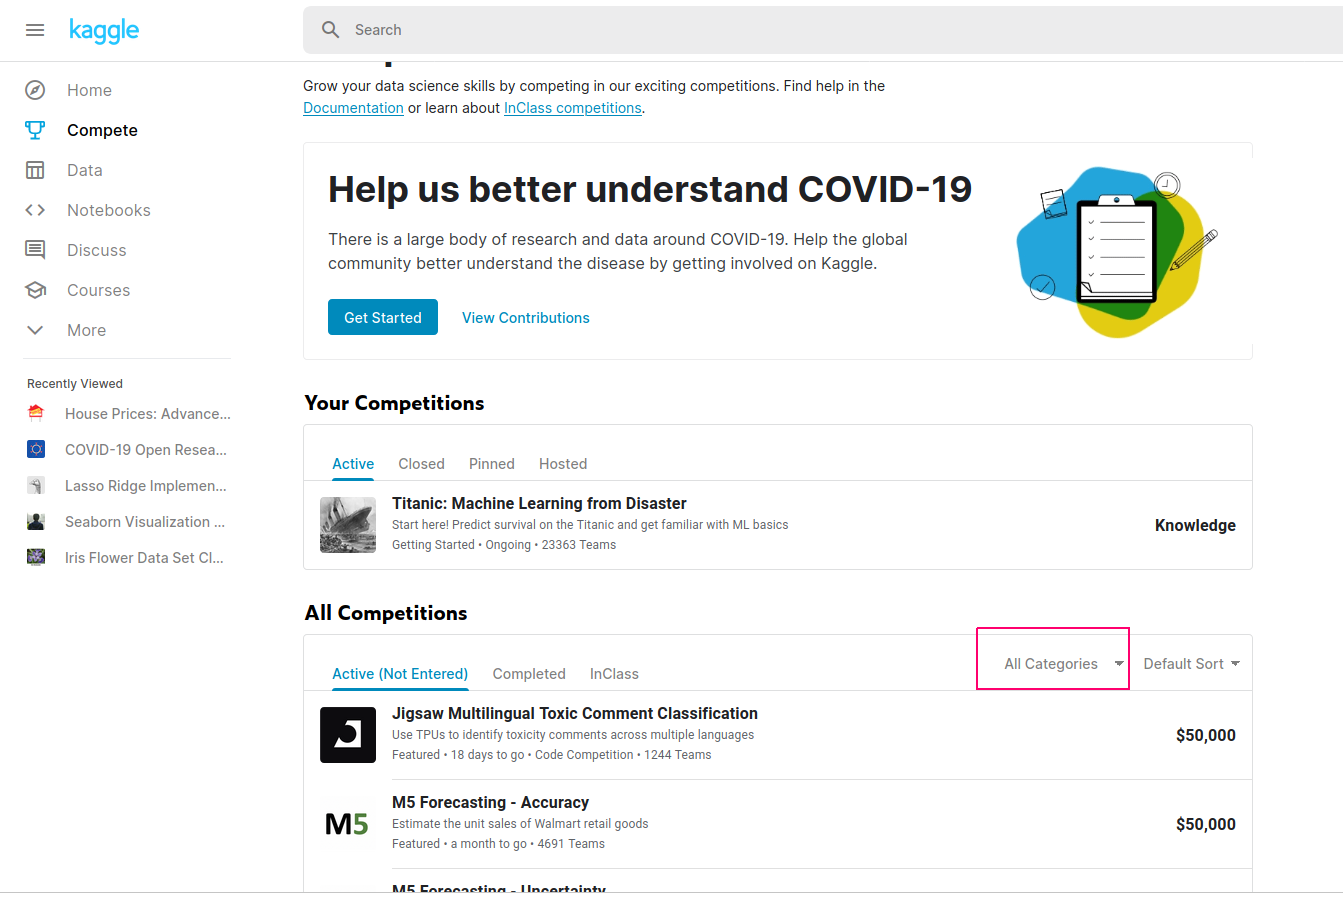 kaggle
Search
Home
Compete
Data
Notebooks
Discuss
Courses
More
Recently Viewed
House Prices: Advance...
COVID-19 Open Resea...
Lasso Ridge Implemen...
Seaborn Visualization ...
Iris Flower Data Set Cl...
Grow your data science skills by competing in our exciting competitions. Find help in the
Documentation or learn about InClass competitions.
Help us better understand COVID-19
There is a large body of research and data around COVID-19. Help the global
community better understand the disease by getting involved on Kaggle.
Get Started View Contributions
Your Competitions
Active Closed Pinned Hosted
Titanic: Machine Learning from Disaster
Start here! Predict survival on the Titanic and get familiar with ML basics
Getting Started • Ongoing • 23363 Teams
Knowledge
All Competitions
Active (Not Entered) Completed InClass All Categories Default Sort
Jigsaw Multilingual Toxic Comment Classification
Use TPUs to identify toxicity comments across multiple languages
Featured • 18 days to go • Code Competition • 1244 Teams
$50,000
M5
M5 Forecasting - Accuracy
Estimate the unit sales of Walmart retail goods
Featured • a month to go • 4691 Teams
$50,000
M5 Forecasting - Uncertainty